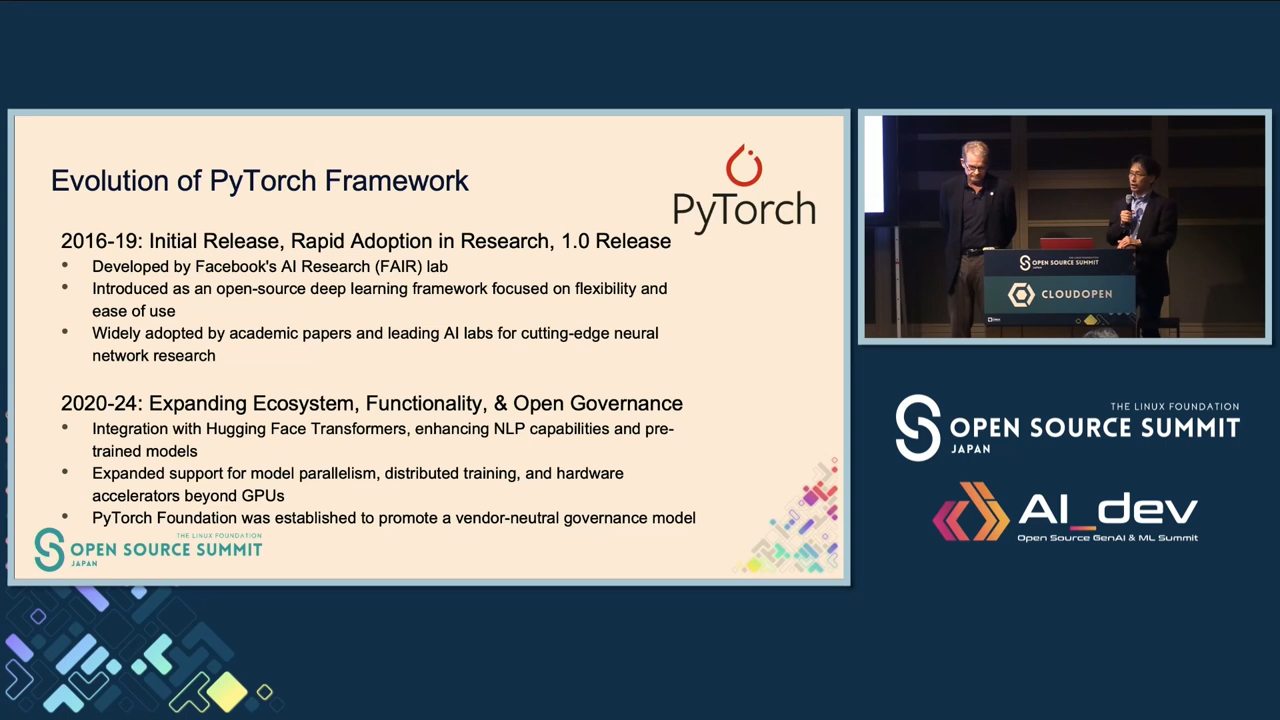 Evolution of PyTorch Framework
PyTorch
2016-19: Initial Release, Rapid Adoption in Research, 1.0 Release
• Developed by Facebook's AI Research (FAIR) lab
• Introduced as an open-source deep learning framework focused on flexibility and
ease of use
• Widely adopted by academic papers and leading AI labs for cutting-edge neural
network research
2020-24: Expanding Ecosystem, Functionality, & Open Governance
• Integration with Hugging Face Transformers, enhancing NLP capabilities and pre-
trained models
• Expanded support for model parallelism, distributed training, and hardware
accelerators beyond GPUs
• PyTorch Foundation was established to promote a vendor-neutral governance model
THE LINUX FOUNDATION
OPEN SOURCE SUMMIT
JAPAN
OPEN SOURCE SUMMIT
JAPAN
CLOUDOPEN
THE LINUX FOUNDATION
OPEN SOURCE SUMMIT
JAPAN
AI_dev
Open Source GenAI & ML Summit